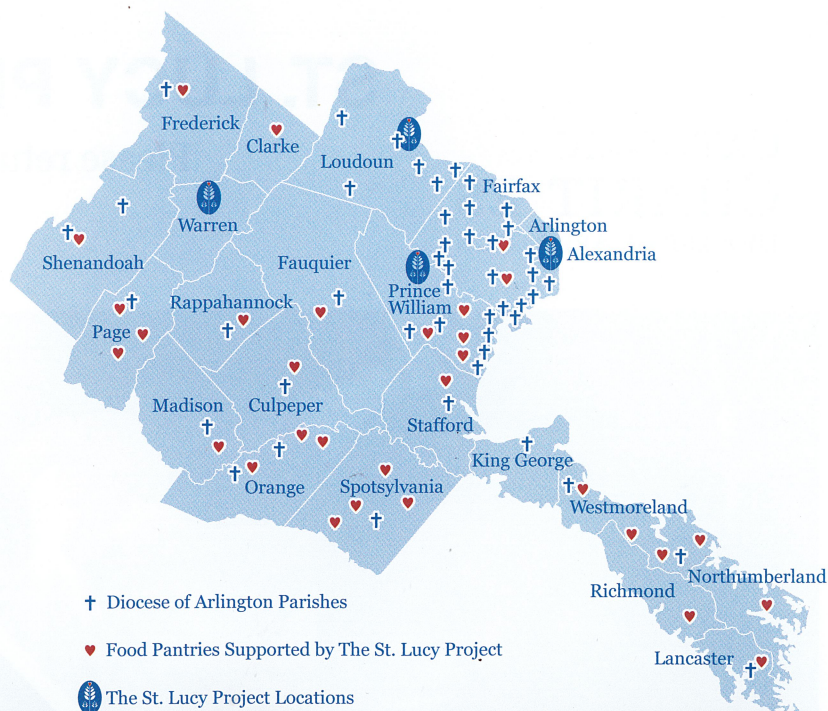 Frederick
Clarke
Loudoun
Fairfax
Warren
Arlington
Alexandria
Shenandoah
Fauquier
Prince
William
Rappahannock
Page
Madison
Culpeper
Stafford
King George
Orange
Spotsylvania
Westmoreland
Northumberland
Richmond
Lancaster
Diocese of Arlington Parishes
Food Pantries Supported by The St. Lucy Project
The St. Lucy Project Locations